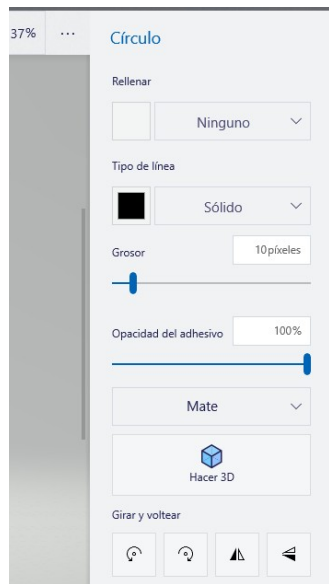 37%
...
Círculo
Rellenar
Ninguno
Tipo de línea
Sólido
Grosor
10píxeles
Opacidad del adhesivo
100%
Mate
Hacer 3D
Girar y voltear